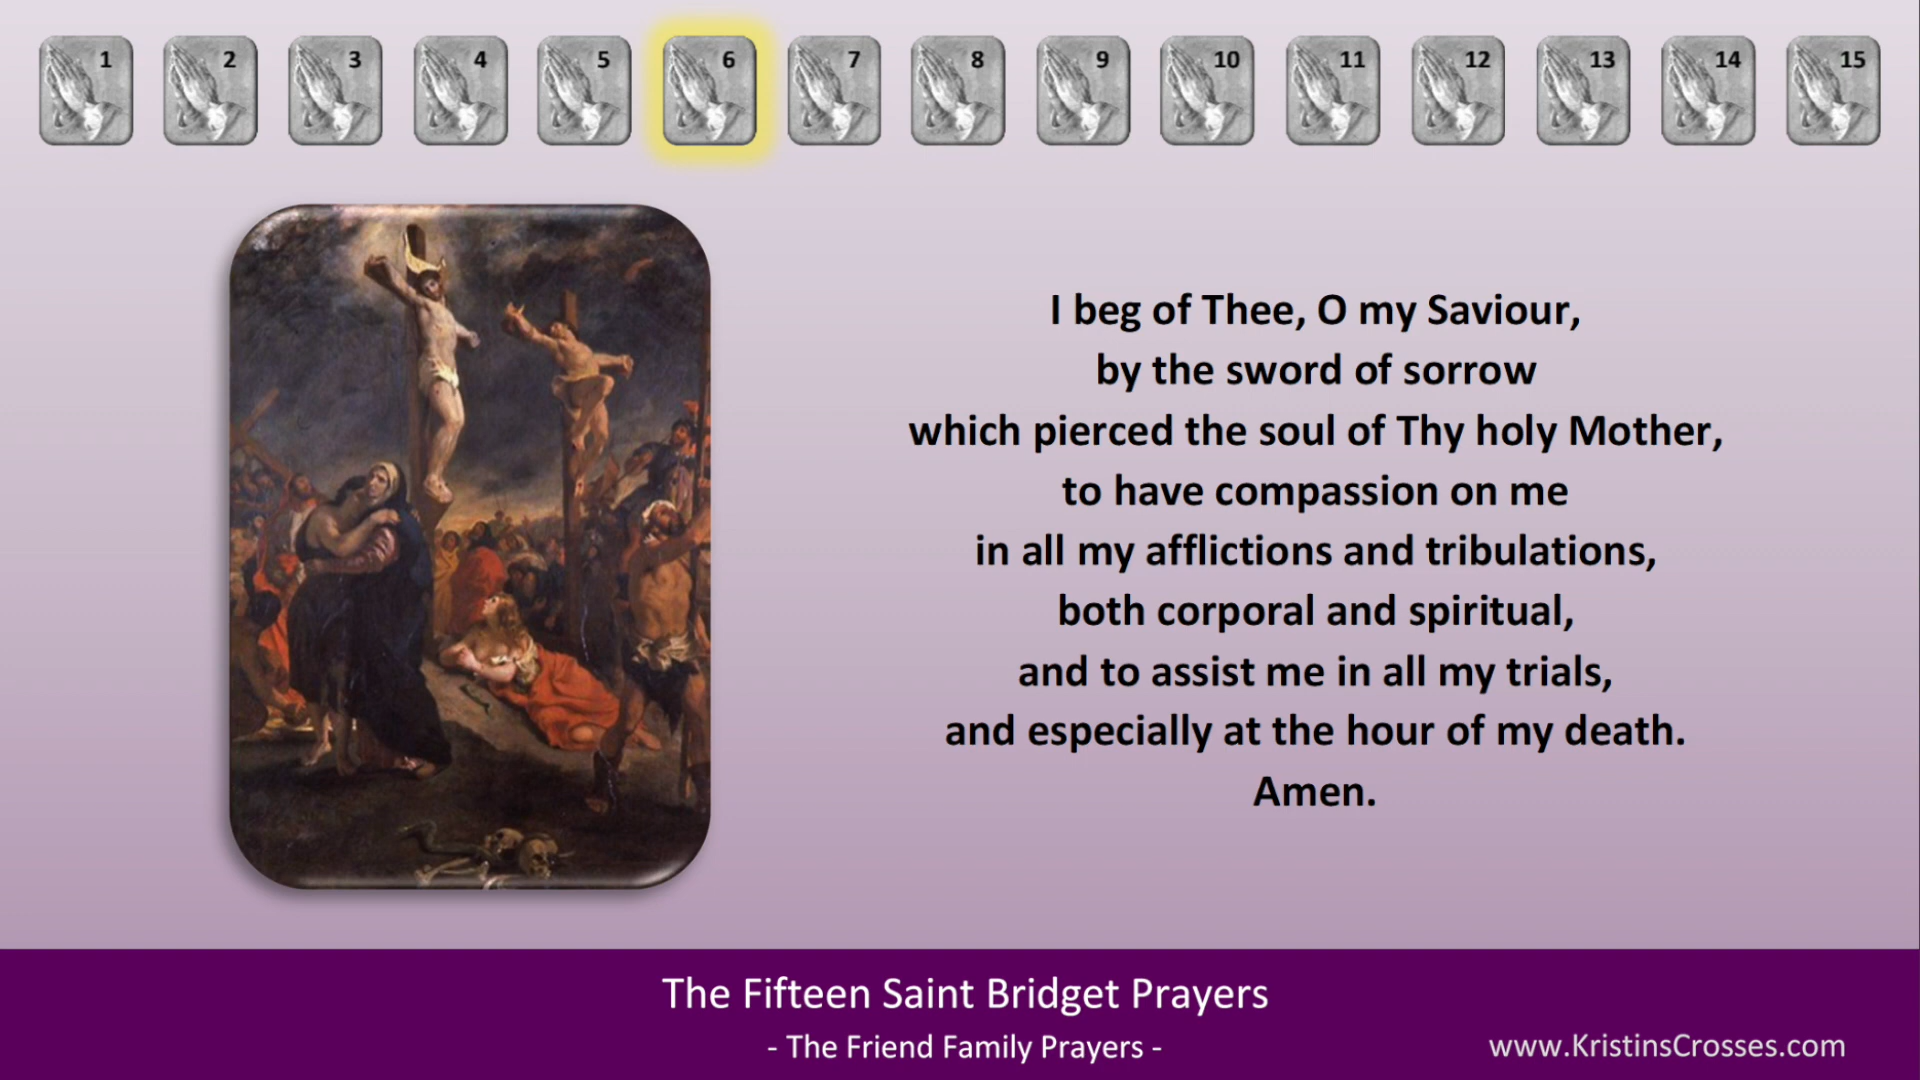 1 2 3 4 5 6 7 8 9 10 11 12 13 14 15
I beg of Thee, O my Saviour,
by the sword of sorrow
which pierced the soul of Thy holy Mother,
to have compassion on me
in all my afflictions and tribulations,
both corporal and spiritual,
and to assist me in all my trials,
and especially at the hour of my death.
Amen.
The Fifteen Saint Bridget Prayers
- The Friend Family Prayers -
www.KristinsCrosses.com